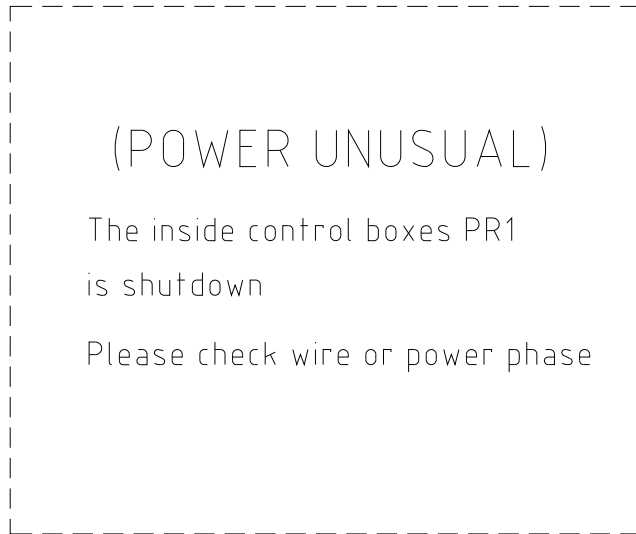 (POWER UNUSUAL)
The inside control boxes PR1
is shutdown
Please check wire or power phase